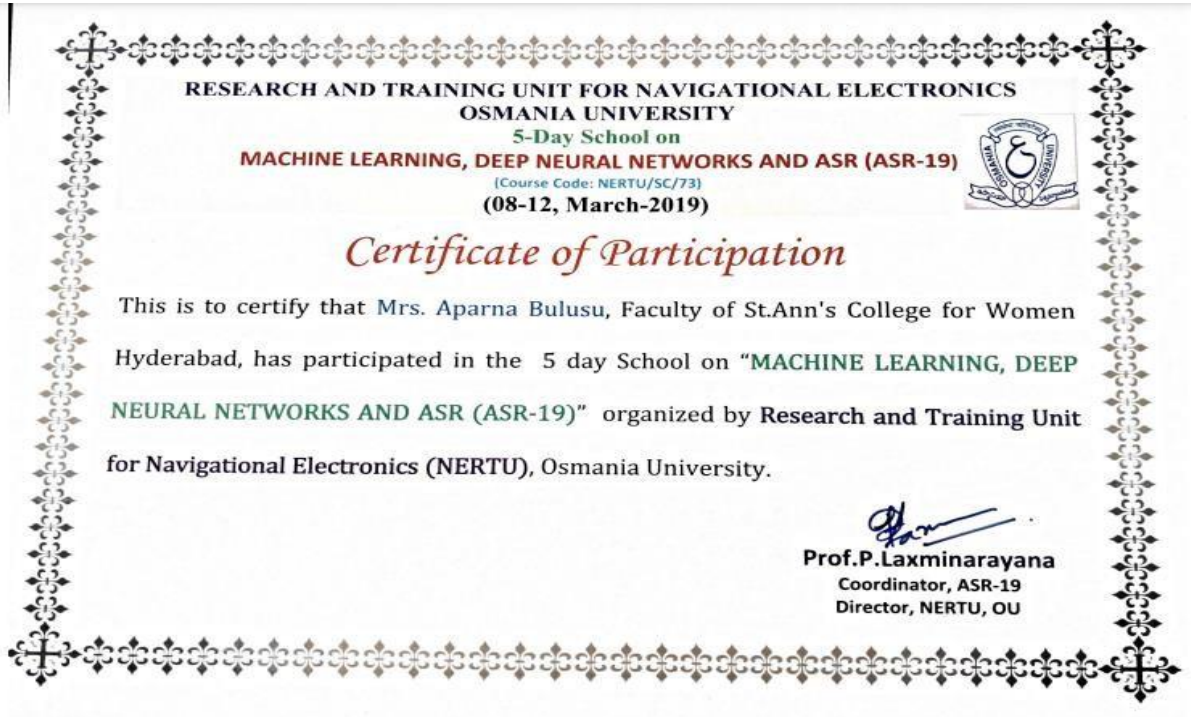 RESEARCH AND TRAINING UNIT FOR NAVIGATIONAL ELECTRONICS
OSMANIA UNIVERSITY
5-Day School on
MACHINE LEARNING, DEEP NEURAL NETWORKS AND ASR (ASR-19)
(Course Code: NERTU/SC/73)
(08-12, March-2019)
OSMANIA UNIVERSITY
Certificate of Participation
This is to certify that Mrs. Aparna Bulusu, Faculty of St.Ann's College for Women
Hyderabad, has participated in the 5 day School on "MACHINE LEARNING, DEEP
NEURAL NETWORKS AND ASR (ASR-19)" organized by Research and Training Unit
for Navigational Electronics (NERTU), Osmania University.
Prof.P.Laxminarayana
Coordinator, ASR-19
Director, NERTU, OU